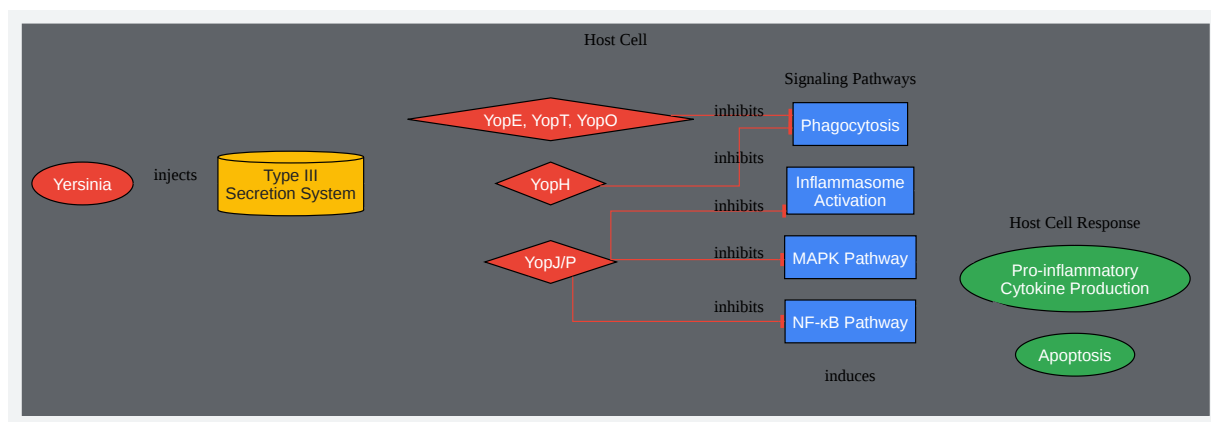 Host Cell
Signaling Pathways
YopE, YopT, YopO
inhibits
Phagocytosis
Yersinia
injects
Type III
Secretion System
YopH
inhibits
Inflammasome
Activation
inhibits
YopJ/P
inhibits
MAPK Pathway
inhibits
NF-κB Pathway
induces
Host Cell Response
Pro-inflammatory
Cytokine Production
Apoptosis